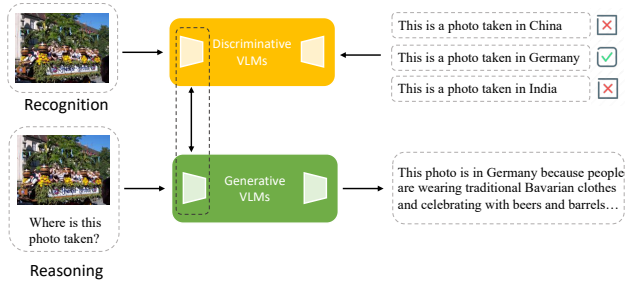 Recognition
Discriminative
VLMs
This is a photo taken in China
This is a photo taken in Germany
This is a photo taken in India
Where is this
photo taken?
Reasoning
Generative
VLMs
This photo is in Germany because people
are wearing traditional Bavarian clothes
and celebrating with beers and barrels…